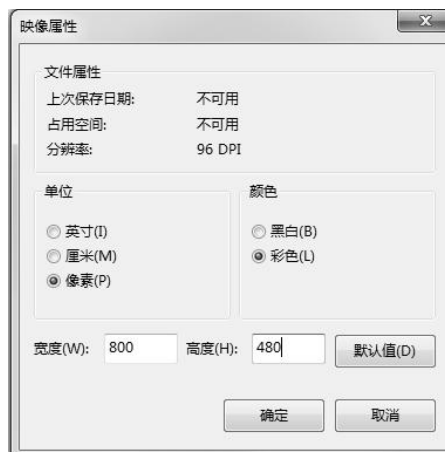 映像属性
文件属性
上次保存日期: 不可用
占用空间: 不可用
分辨率: 96 DPI
单位 颜色
英寸(I) 黑白(B)
厘米(M) 彩色(L)
像素(P)
宽度(W): 800 高度(H): 480 默认值(D)
确定 取消